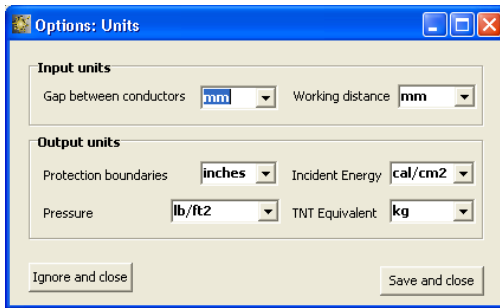 Options: Units
Input units
Gap between conductors mm Working distance mm
Output units
Protection boundaries inches Incident Energy cal/cm2
Pressure lb/ft2 TNT Equivalent kg
Ignore and close Save and close